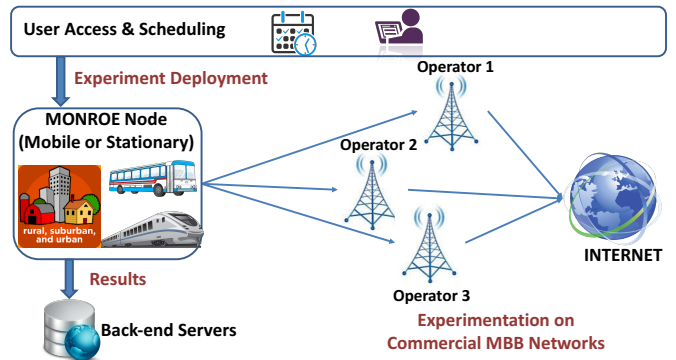 User Access & Scheduling
Experiment Deployment
MONROE Node
(Mobile or Stationary)
rural, suburban,
and urban
Operator 1
Operator 2
Operator 3
INTERNET
Results
Back-end Servers
Experimentation on
Commercial MBB Networks